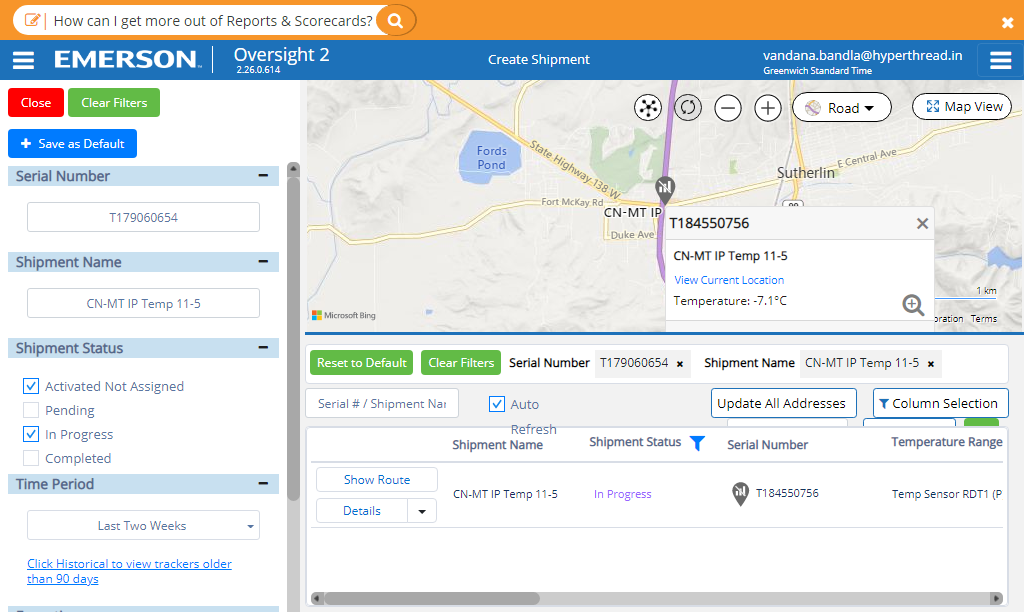 How can I get more out of Reports & Scorecards?
EMERSON
Oversight 2
2.26.0.614
Create Shipment
vandana.bandla@hyperthread.in
Greenwich Standard Time
Close
Clear Filters
Save as Default
Serial Number
T179060654
Shipment Name
CN-MT IP Temp 11-5
Shipment Status
Activated Not Assigned
Pending
In Progress
Completed
Time Period
Last Two Weeks
Click Historical to view trackers older
than 90 days
Road
Map View
Fords
Pond
State Highway 138 W
Fort McKay Rd
E Central Ave
Sutherlin
CN-MT IP
Duke Ave
99
T184550756
CN-MT IP Temp 11-5
View Current Location
Temperature: -7.1°C
1 km
Microsoft Bing
oration Terms
Reset to Default
Clear Filters
Serial Number
T179060654 ×
Shipment Name
CN-MT IP Temp 11-5 ×
Serial # / Shipment Nar
Auto
Refresh
Update All Addresses
Column Selection
Shipment Name
Shipment Status
Serial Number
Temperature Range
Show Route
Details
CN-MT IP Temp 11-5
In Progress
T184550756
Temp Sensor RDT1 (P